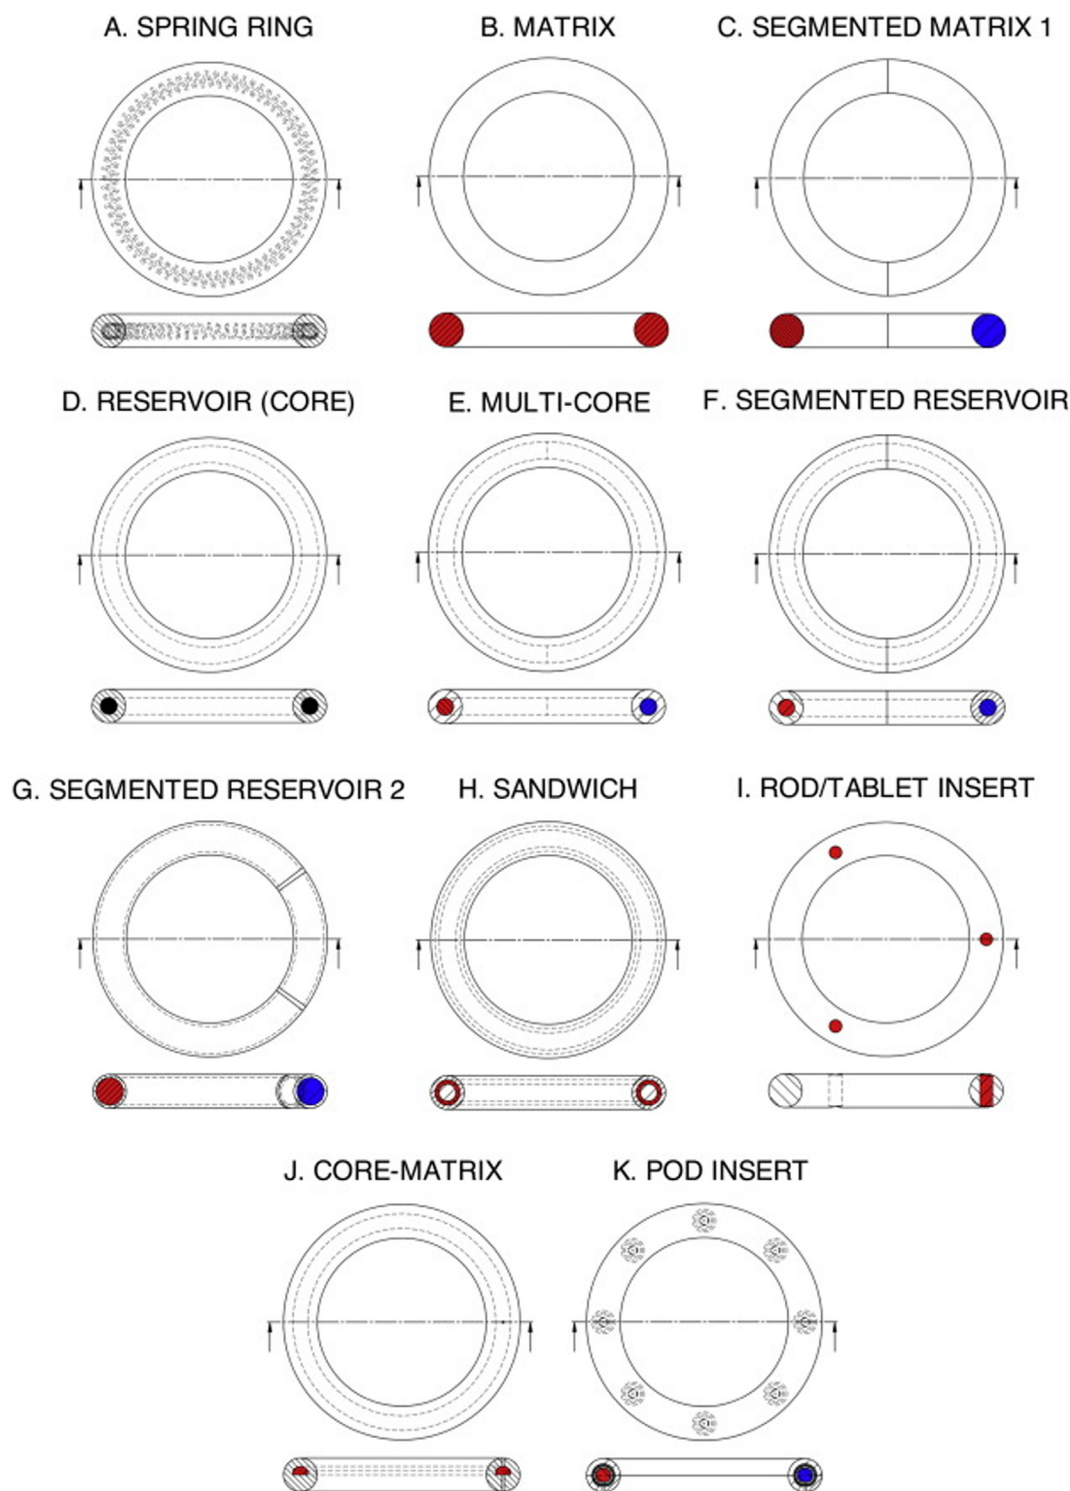 A. SPRING RING
B. MATRIX
C. SEGMENTED MATRIX 1
D. RESERVOIR (CORE)
E. MULTI-CORE
F. SEGMENTED RESERVOIR
G. SEGMENTED RESERVOIR 2
H. SANDWICH
I. ROD/TABLET INSERT
J. CORE-MATRIX
K. POD INSERT